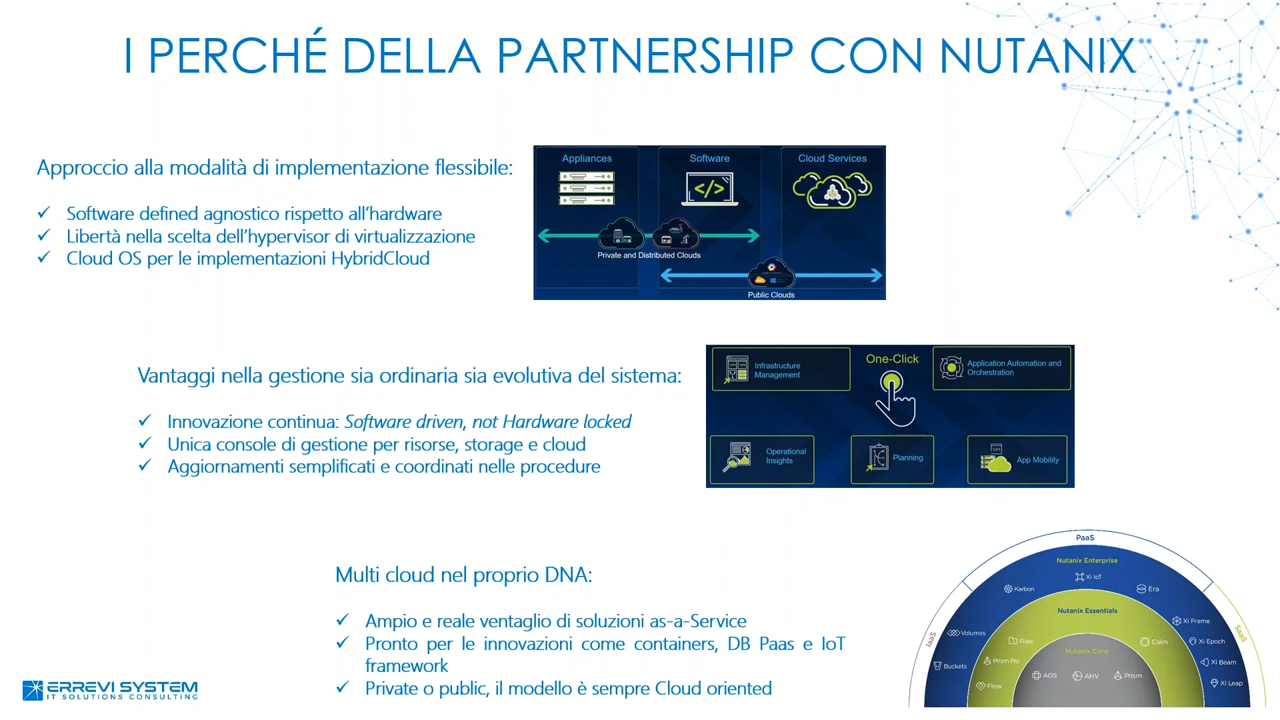 I PERCHÉ DELLA PARTNERSHIP CON NUTANIX
Approccio alla modalità di implementazione flessibile:
✓ Software defined agnostico rispetto all'hardware
✓ Libertà nella scelta dell'hypervisor di virtualizzazione
✓ Cloud OS per le implementazioni HybridCloud
Appliances
Software
Cloud Services
</>
Private and Distributed Clouds
Public Clouds
Vantaggi nella gestione sia ordinaria sia evolutiva del sistema:
✓ Innovazione continua: Software driven, not Hardware locked
✓ Unica console di gestione per risorse, storage e cloud
✓ Aggiornamenti semplificati e coordinati nelle procedure
Infrastructure
Management
One-Click
Application Automation and
Orchestration
Operational
Insights
Planning
App Mobility
Multi cloud nel proprio DNA:
✓ Ampio e reale ventaglio di soluzioni as-a-Service
✓ Pronto per le innovazioni come containers, DB Paas e IoT
framework
✓ Private o public, il modello è sempre Cloud oriented
PaaS
IaaS
SaaS
Nutanix Enterprise
Xi IoT
Karbon
Era
Nutanix Essentials
Volumes
Files
Calm
Xi Frame
Xi Epoch
Nutanix Core
Buckets
Prism Pro
Xi Beam
Flow
AOS
AHV
Prism
Xi Leap
ERREVI SYSTEM
IT SOLUTIONS CONSULTING